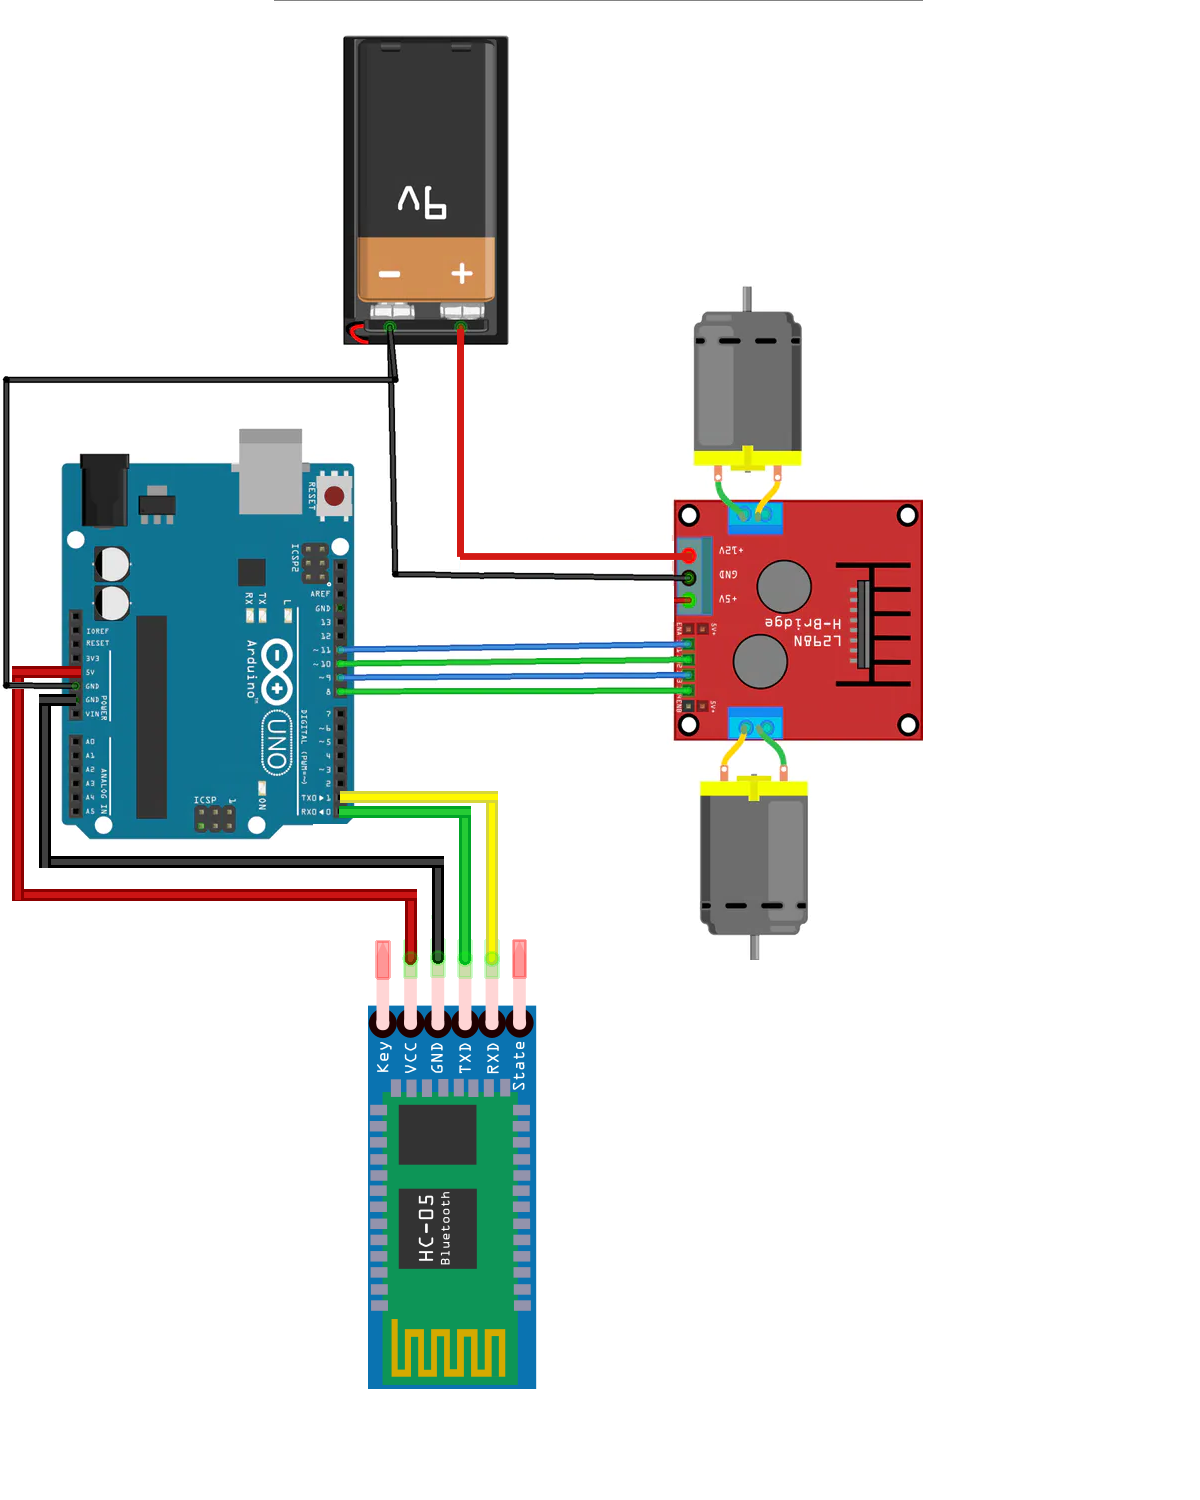 9V
- +
RESET
ICSP2
AREF
GND
13
12
~11
~10
~9
8
7
~6
~5
4
~3
2
TX0▶1
RX0◀0
RX
TX
L
Arduino™
UNO
DIGITAL (PWM=~)
ON
ICSP
1
IOREF
RESET
3V3
5V
GND
GND
VIN
POWER
A0
A1
A2
A3
A4
A5
ANALOG IN
+12V
GND
+5V
ENA
5V+
L298N
H-Bridge
ENB
5V+
Key
VCC
GND
TXD
RXD
State
HC-05
Bluetooth